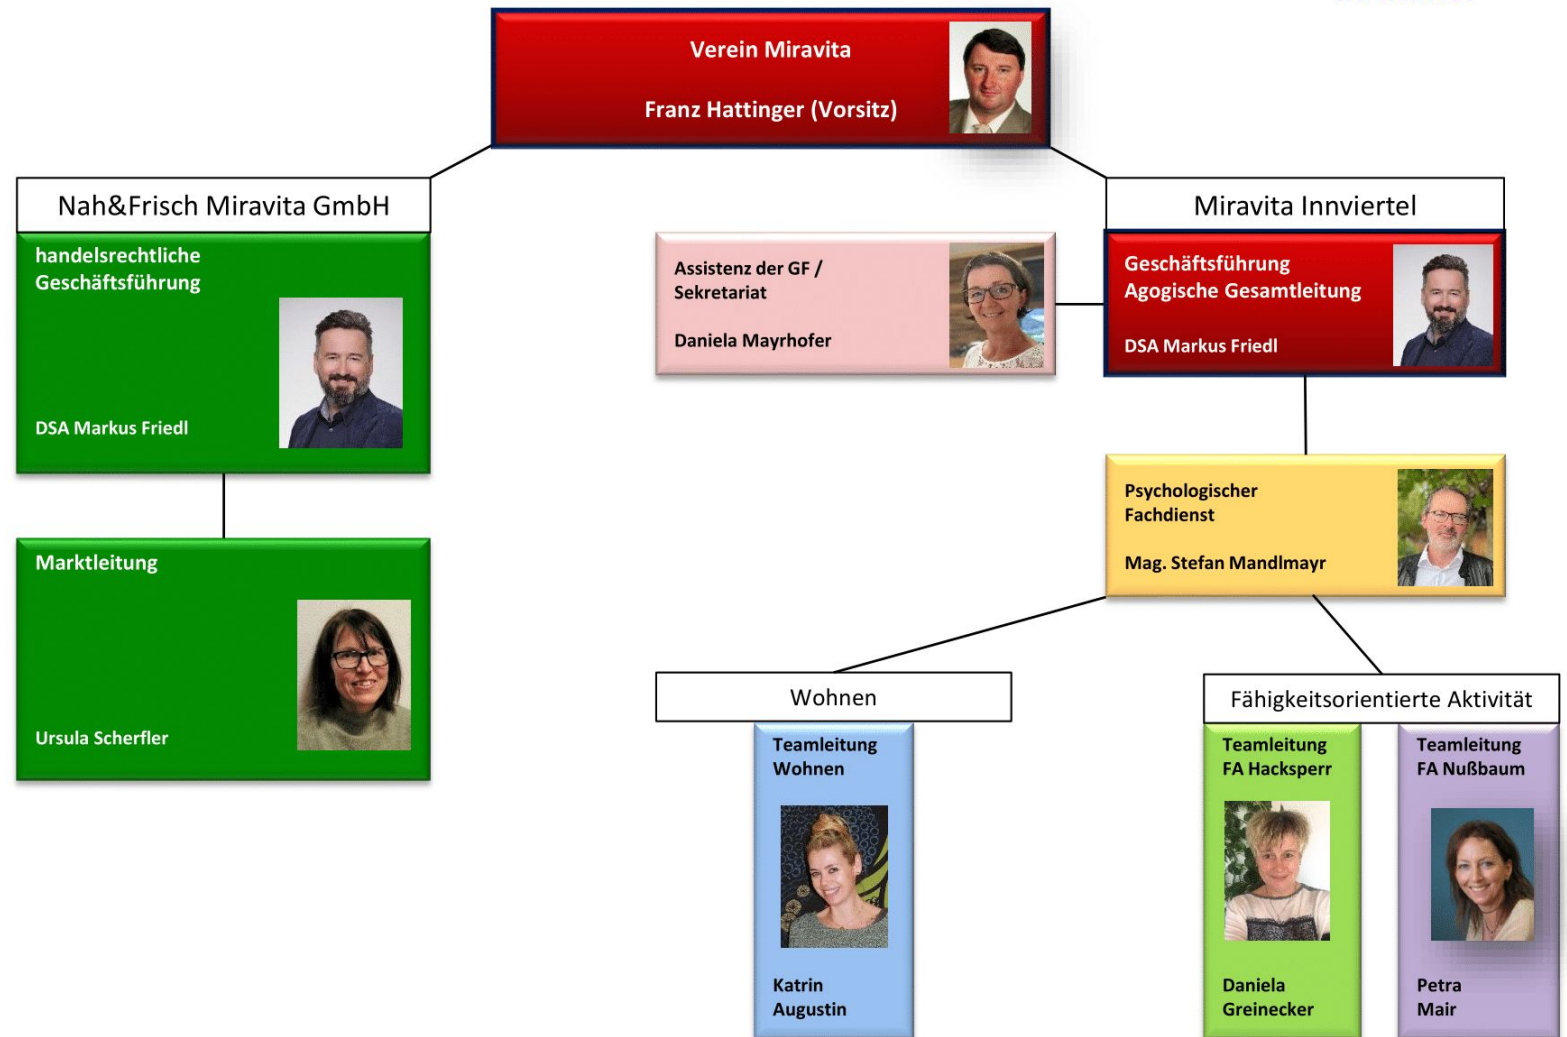 Verein Miravita
Franz Hattinger (Vorsitz)
Nah&Frisch Miravita GmbH
handelsrechtliche
Geschäftsführung
DSA Markus Friedl
Marktleitung
Ursula Scherfler
Miravita Innviertel
Assistenz der GF /
Sekretariat
Daniela Mayrhofer
Geschäftsführung
Agogische Gesamtleitung
DSA Markus Friedl
Psychologischer
Fachdienst
Mag. Stefan Mandlmayr
Wohnen
Teamleitung
Wohnen
Katrin
Augustin
Fähigkeitsorientierte Aktivität
Teamleitung
FA Hacksperr
Daniela
Greinecker
Teamleitung
FA Nußbaum
Petra
Mair